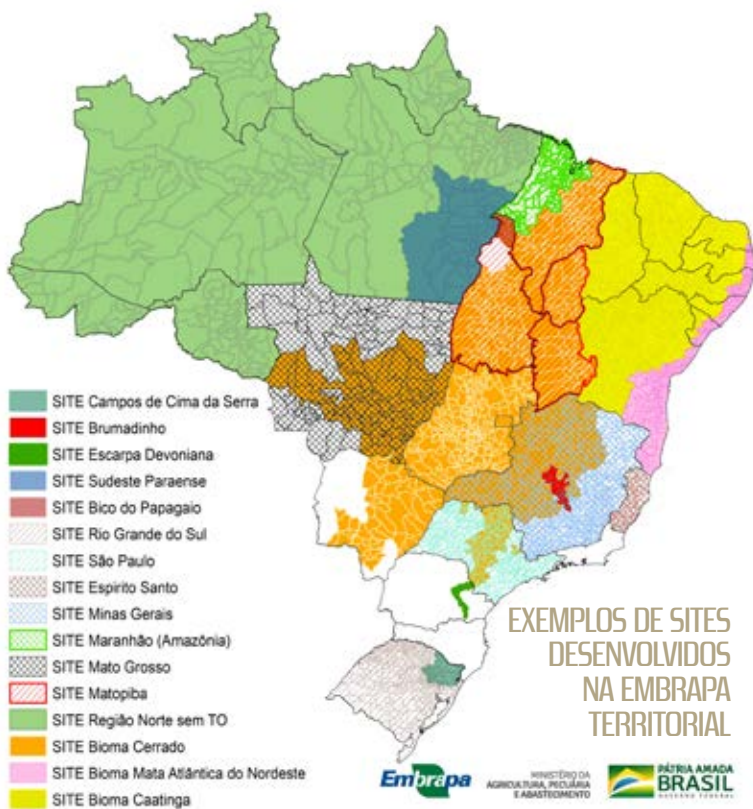 SITE Campos de Cima da Serra
SITE Brumadinho
SITE Escarpa Devoniana
SITE Sudeste Paraense
SITE Bico do Papagaio
SITE Rio Grande do Sul
SITE São Paulo
SITE Espirito Santo
SITE Minas Gerais
SITE Maranhão (Amazônia)
SITE Mato Grosso
SITE Matopiba
SITE Região Norte sem TO
SITE Bioma Cerrado
SITE Bioma Mata Atlântica do Nordeste
SITE Bioma Caatinga
EXEMPLOS DE SITES
DESENVOLVIDOS
NA EMBRAPA
TERRITORIAL
Embrapa
MINISTÉRIO DA
AGRICULTURA, PECUÁRIA
E ABASTECIMENTO
PÁTRIA AMADA
BRASIL
GOVERNO FEDERAL